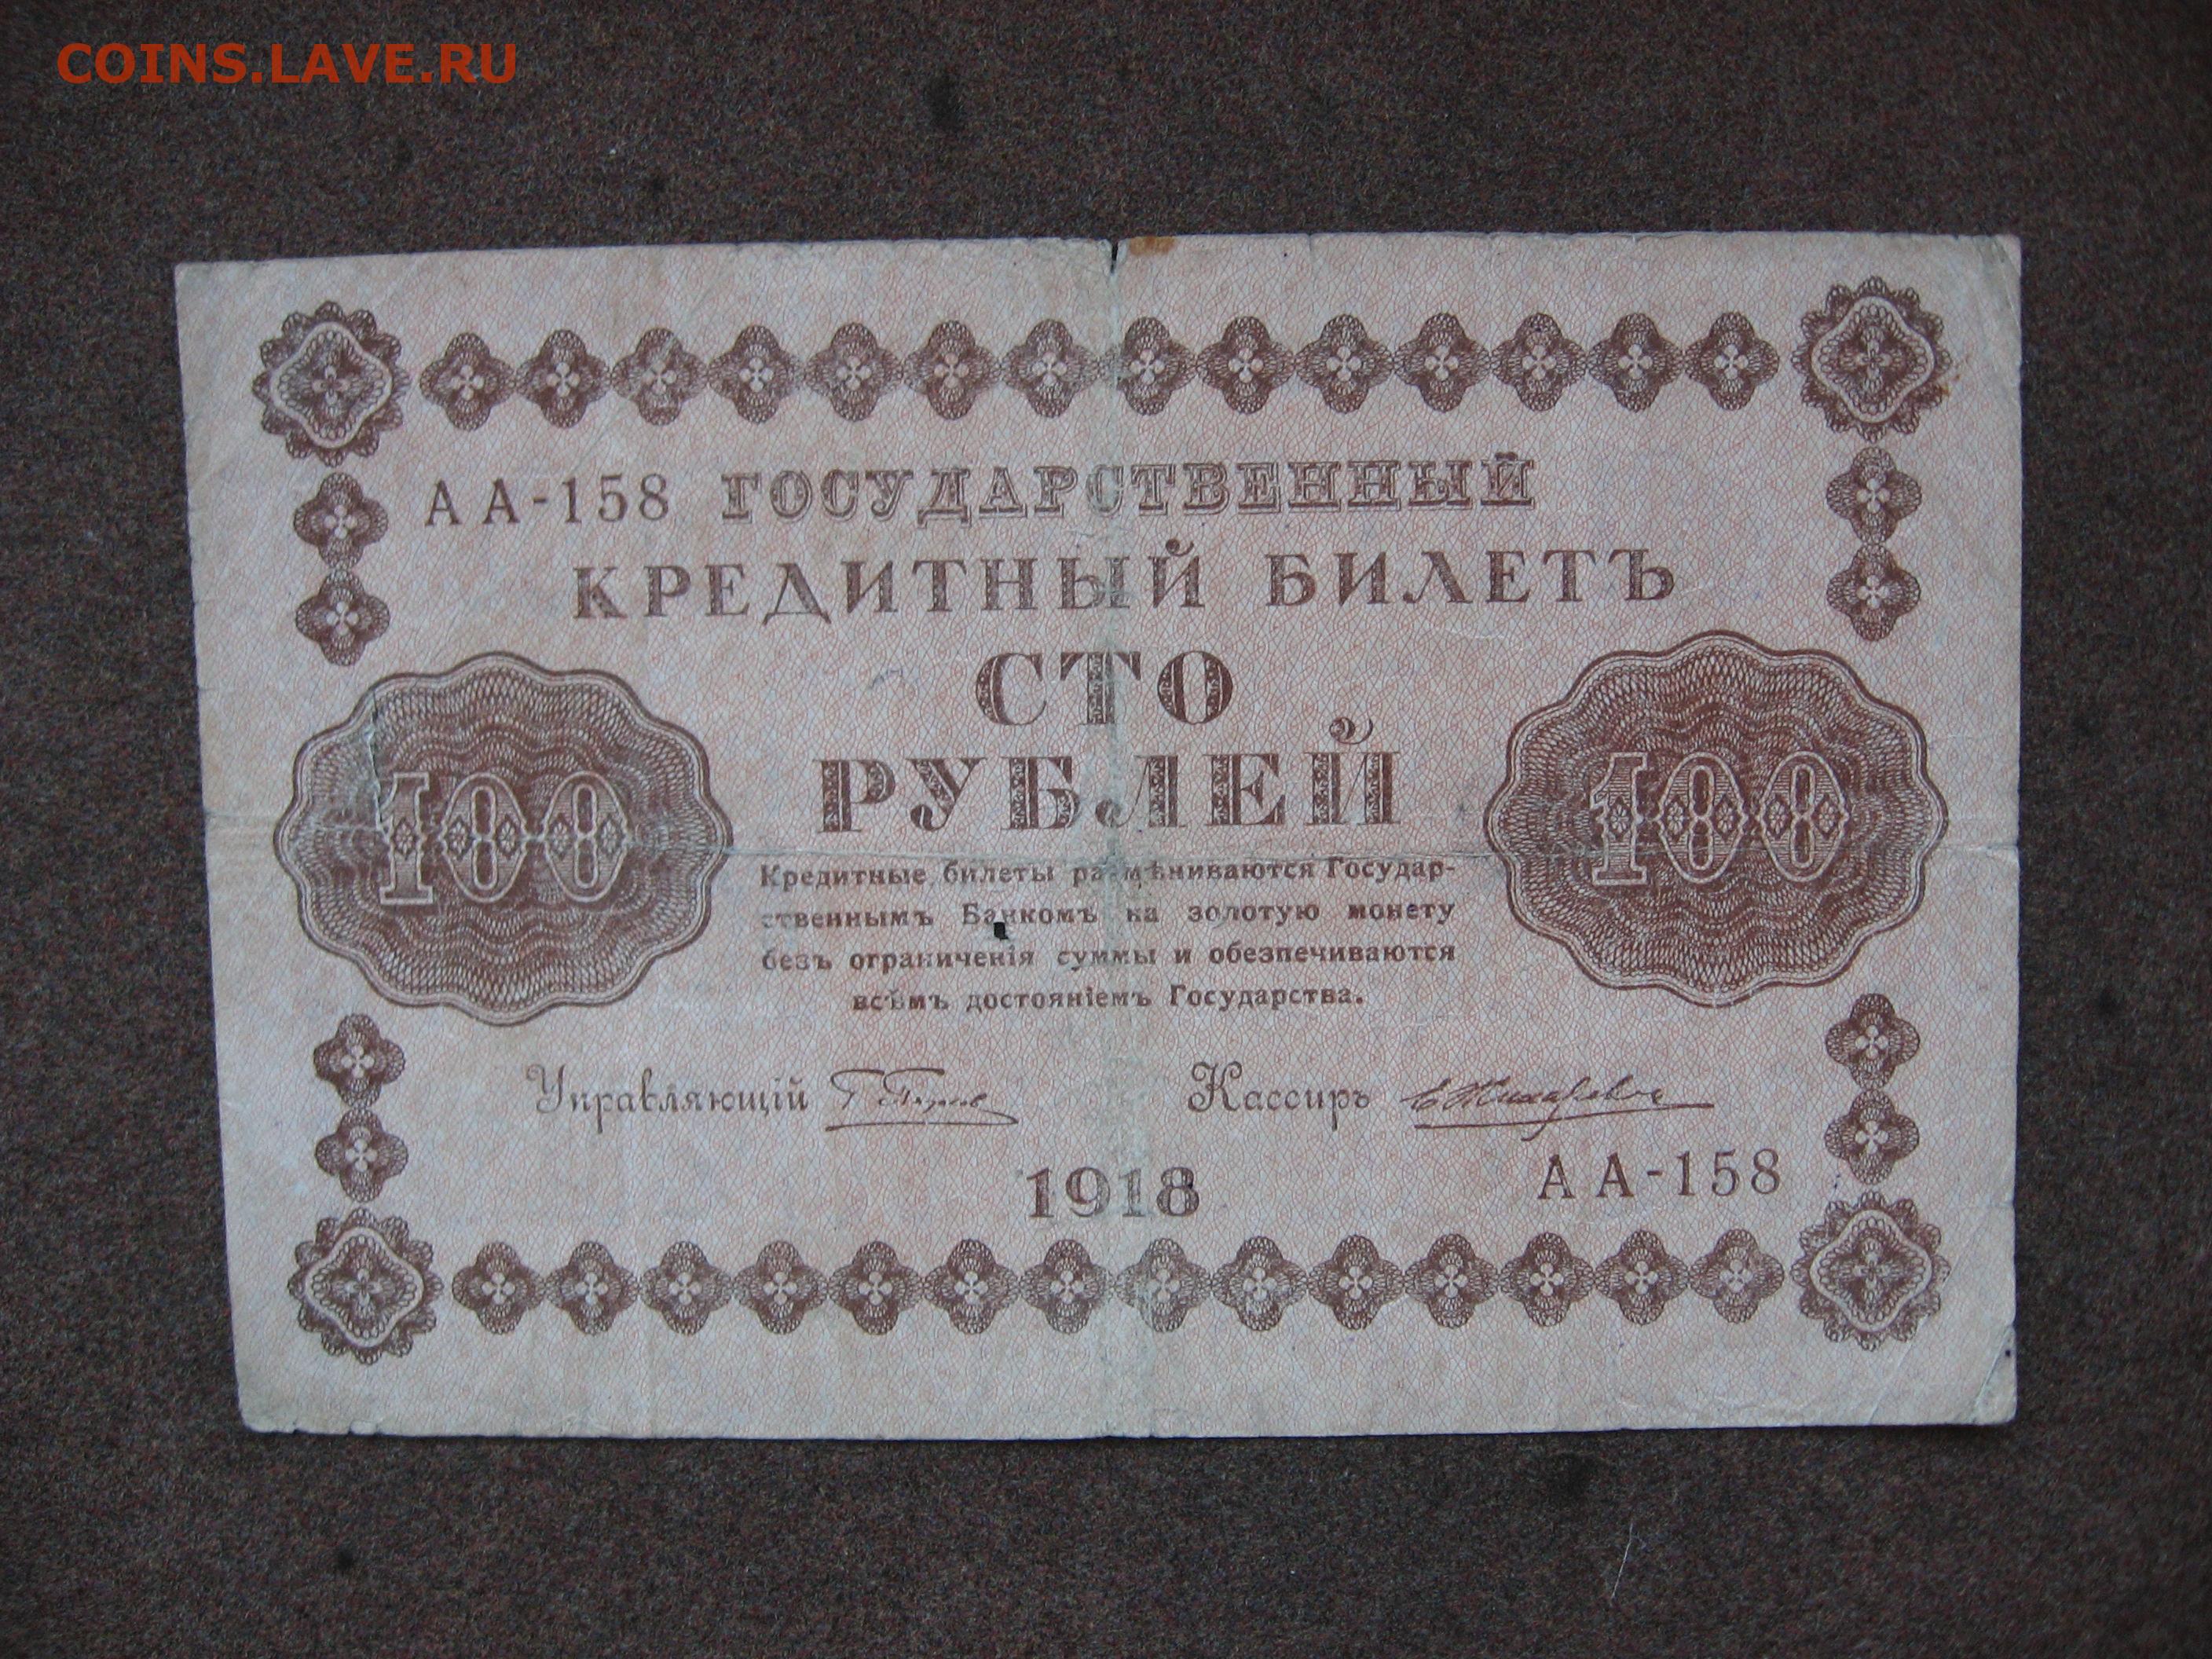 COINS.LAVE.RU
АА-158 ГОСУДАРСТВЕННЫЙ
КРЕДИТНЫЙ БИЛЕТЪ
СТО
РУБЛЕЙ
100 100
Кредитные билеты размѣниваются Государ-
ственнымъ Банкомъ на золотую монету
безъ ограниченія суммы и обезпечиваются
всѣмъ достояніемъ Государства.
Управляющій Кассиръ
1918 АА-158